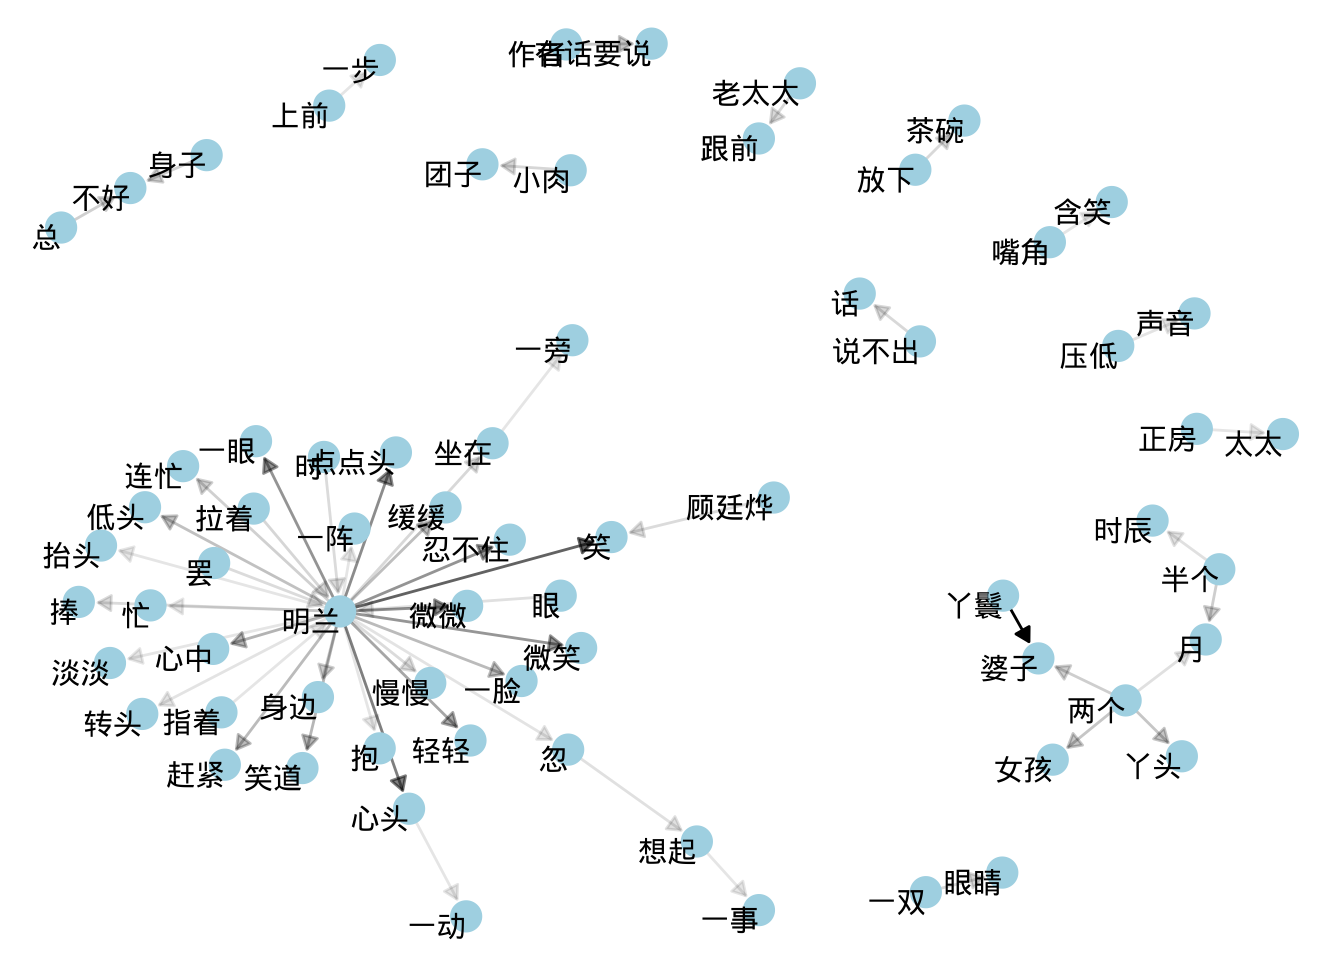 一步
作者
有话要说
老太太
上前
茶碗
跟前
身子
团子
小肉
放下
不好
含笑
总
嘴角
话
声音
一旁
说不出
压低
正房
太太
一眼
时
点点头
坐在
连忙
低头
拉着
缓缓
顾廷烨
时辰
抬头
一阵
忍不住
笑
罢
半个
捧
忙
明兰
微微
眼
丫鬟
淡淡
心中
微笑
婆子
月
转头
指着
身边
慢慢
一脸
两个
赶紧
笑道
抱
轻轻
忽
女孩
丫头
心头
想起
一动
一事
一双
眼睛